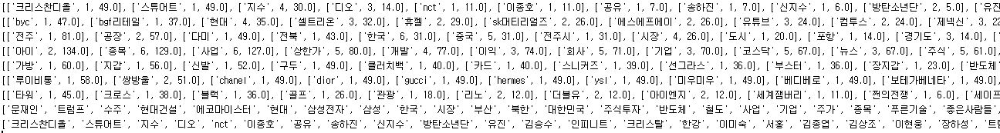 [['크리스찬디올', 1, 49.0], ['스튜어트', 1, 49.0], ['지수', 4, 30.0], ['디오', 3, 14.0], ['nct', 1, 11.0], ['이종호', 1, 11.0], ['공유', 1, 7.0], ['송하진', 1, 7.0], ['신지수', 1, 6.0], ['방탄소년단', 2, 5.0], ['유진
[['byc', 1, 47.0], ['bgf리테일', 1, 37.0], ['현대', 4, 35.0], ['셀트리온', 3, 32.0], ['휴젤', 2, 29.0], ['sk머티리얼즈', 2, 26.0], ['에스에프에이', 2, 26.0], ['유튜브', 3, 24.0], ['컴투스', 2, 24.0], ['제넥신', 3, 22
[['전주', 1, 81.0], ['공장', 2, 57.0], ['다미', 1, 49.0], ['전북', 1, 43.0], ['한국', 6, 31.0], ['중국', 5, 31.0], ['전주시', 1, 31.0], ['시장', 4, 26.0], ['도시', 1, 20.0], ['포항', 1, 14.0], ['경기도', 3, 14.0], ['
[['아이', 2, 134.0], ['종목', 6, 129.0], ['사업', 6, 127.0], ['상한가', 5, 80.0], ['개발', 4, 77.0], ['이익', 3, 74.0], ['회사', 5, 71.0], ['기업', 3, 70.0], ['코스닥', 5, 67.0], ['뉴스', 3, 67.0], ['주식', 5, 61.0]
[['가방', 1, 60.0], ['지갑', 1, 56.0], ['신발', 1, 52.0], ['구두', 1, 49.0], ['클러치백', 1, 40.0], ['카드', 1, 40.0], ['스니커즈', 1, 39.0], ['선그라스', 1, 36.0], ['부스터', 1, 36.0], ['장지갑', 1, 23.0], ['반도체'
[['루이비통', 1, 58.0], ['쌍방울', 2, 51.0], ['chanel', 1, 49.0], ['dior', 1, 49.0], ['gucci', 1, 49.0], ['hermes', 1, 49.0], ['ysl', 1, 49.0], ['미우미우', 1, 49.0], ['베디베로', 1, 49.0], ['보테가베네타', 1, 49.0],
[['타워', 1, 45.0], ['크로스', 1, 38.0], ['블랙', 1, 36.0], ['골프', 1, 26.0], ['관광', 1, 18.0], ['리노', 2, 12.0], ['더블유', 2, 12.0], ['아이엔지', 2, 12.0], ['세계잼버리', 1, 11.0], ['쩐의전쟁', 1, 6.0], ['세이프
['문재인', '트럼프', '수주', '현대건설', '에코마이스터', '현대', '삼성전자', '삼성', '한국', '시장', '부산', '북한', '대한민국', '주식투자', '반도체', '철도', '사업', '기업', '주가', '종목', '푸른기술', '좋은사람들',
['크리스찬디올', '스튜어트', '지수', '디오', 'nct', '이종호', '공유', '송하진', '신지수', '방탄소년단', '유진', '김승수', '인피니트', '크리스탈', '한강', '이미숙', '서홍', '김종엽', '김상조', '이현웅', '장하성', '트럼